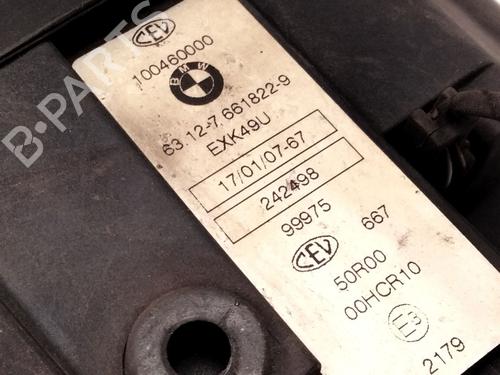 CEV
100460000
BMW
63.12-7.661822-9
EXK49U
17/01/07-67
242498
99975 667
CEV
50R00
00HCR10
E3
2179
B-PARTS